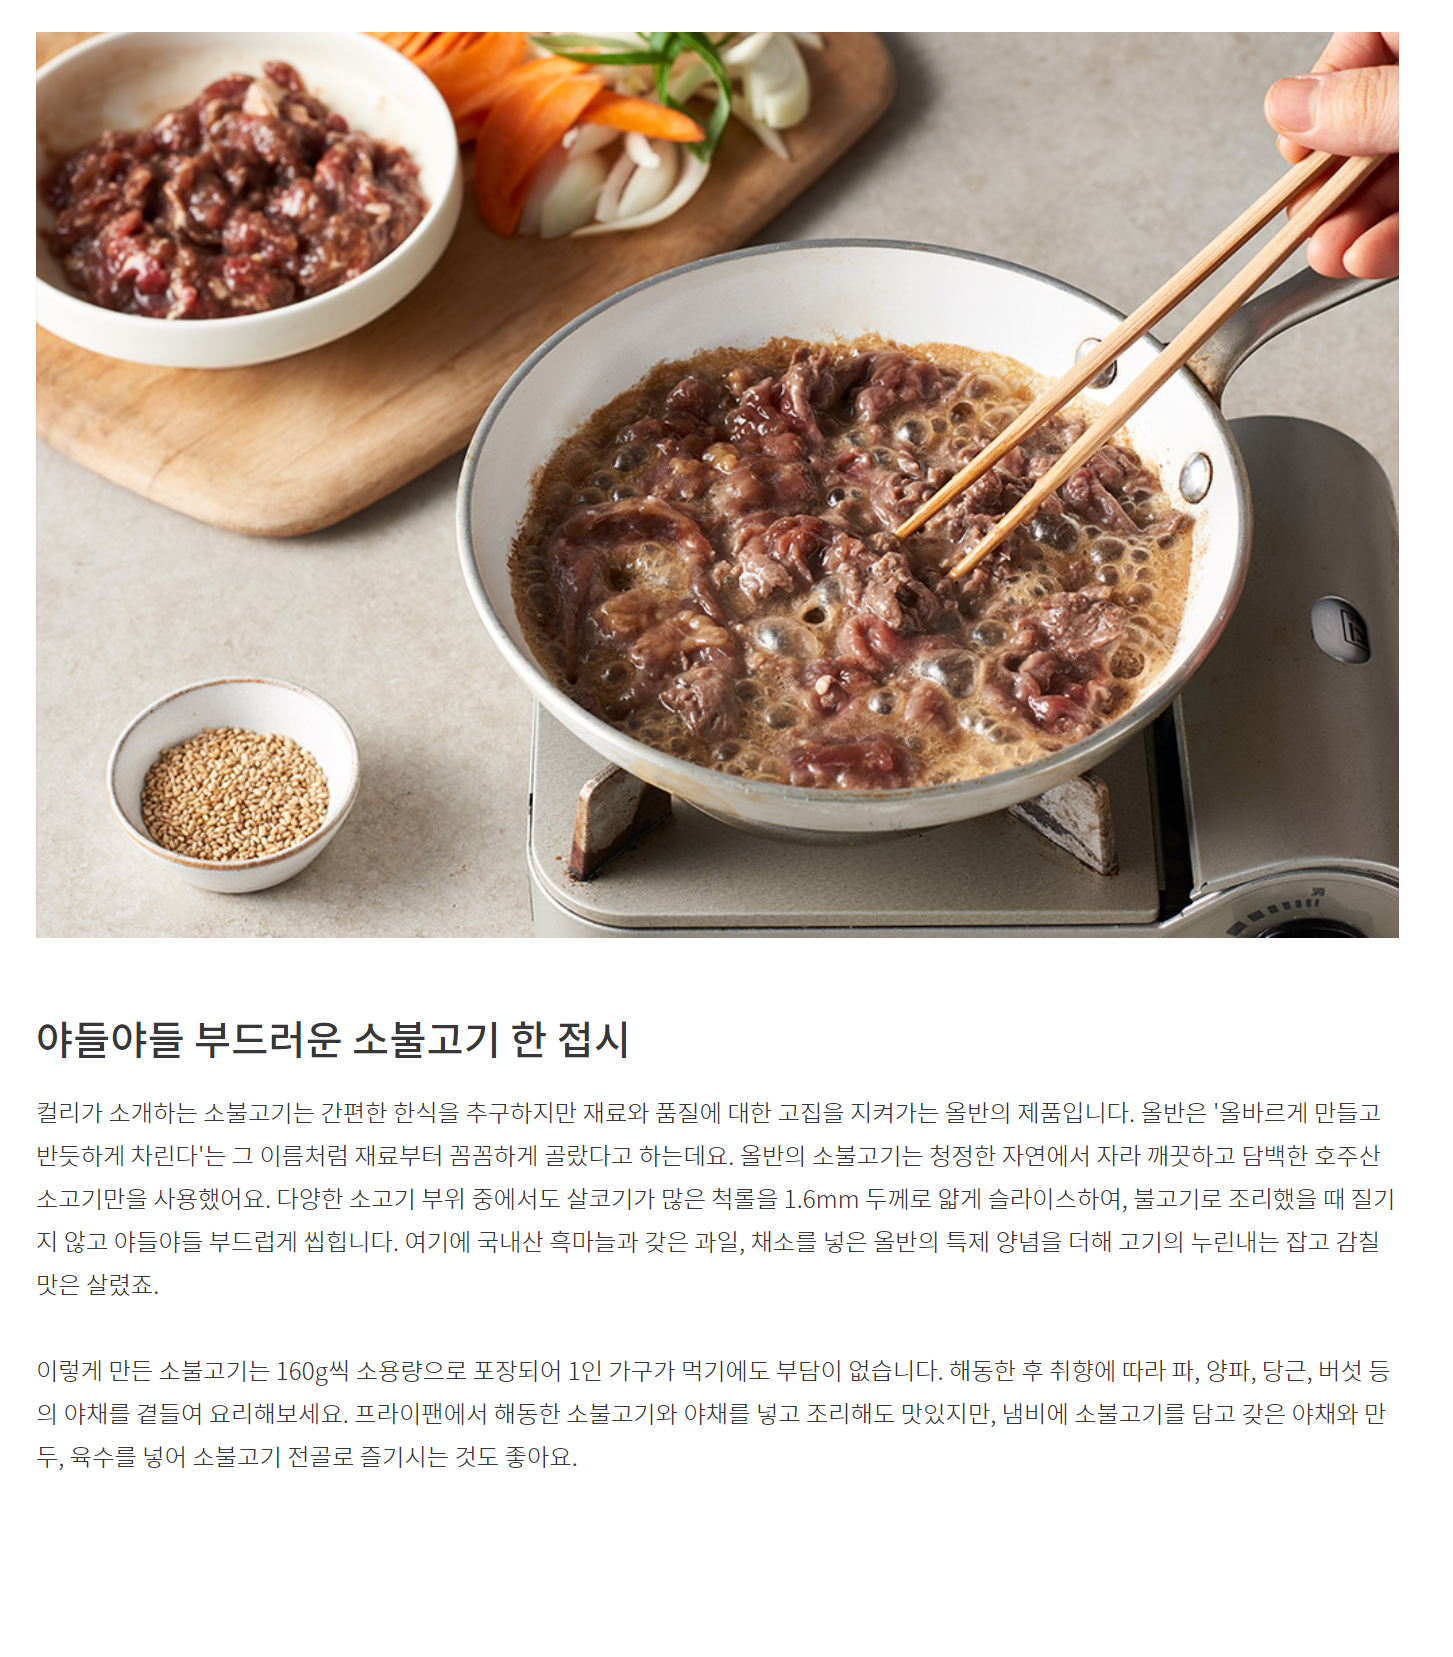 야들야들 부드러운 소불고기 한 접시
컬리가 소개하는 소불고기는 간편한 한식을 추구하지만 재료와 품질에 대한 고집을 지켜가는 올반의 제품입니다. 올반은 '올바르게 만들고
반듯하게 차린다'는 그 이름처럼 재료부터 꼼꼼하게 골랐다고 하는데요. 올반의 소불고기는 청정한 자연에서 자라 깨끗하고 담백한 호주산
소고기만을 사용했어요. 다양한 소고기 부위 중에서도 살코기가 많은 척롤을 1.6mm 두께로 얇게 슬라이스하여, 불고기로 조리했을 때 질기
지 않고 야들야들 부드럽게 씹힙니다. 여기에 국내산 흑마늘과 갖은 과일, 채소를 넣은 올반의 특제 양념을 더해 고기의 누린내는 잡고 감칠
맛은 살렸죠.
이렇게 만든 소불고기는 160g씩 소용량으로 포장되어 1인 가구가 먹기에도 부담이 없습니다. 해동한 후 취향에 따라 파, 양파, 당근, 버섯 등
의 야채를 곁들여 요리해보세요. 프라이팬에서 해동한 소불고기와 야채를 넣고 조리해도 맛있지만, 냄비에 소불고기를 담고 갖은 야채와 만
두, 육수를 넣어 소불고기 전골로 즐기시는 것도 좋아요.